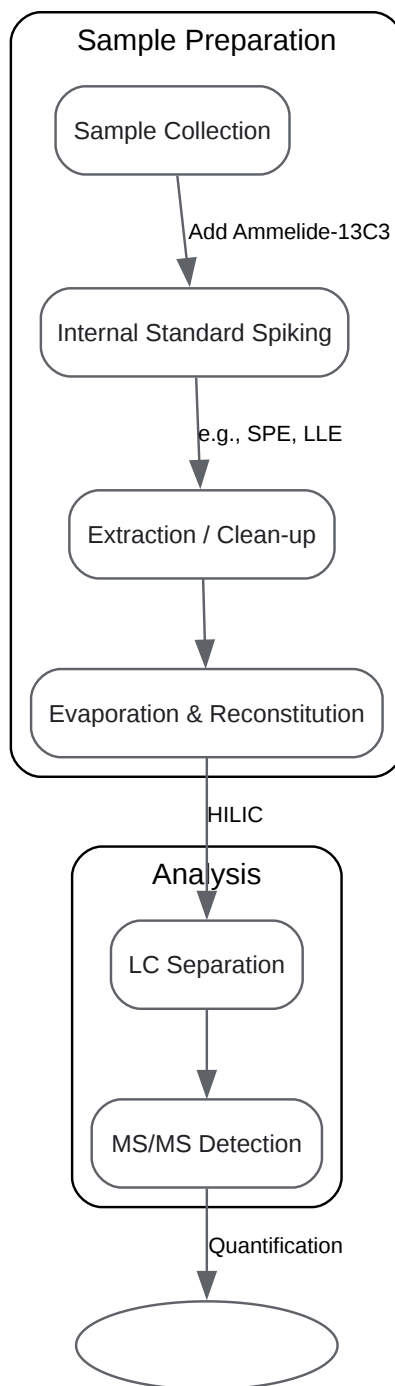 Sample Preparation
Sample Collection
Add Ammelide-13C3
Internal Standard Spiking
e.g., SPE, LLE
Extraction / Clean-up
Evaporation & Reconstitution
HILIC
Analysis
LC Separation
MS/MS Detection
Quantification